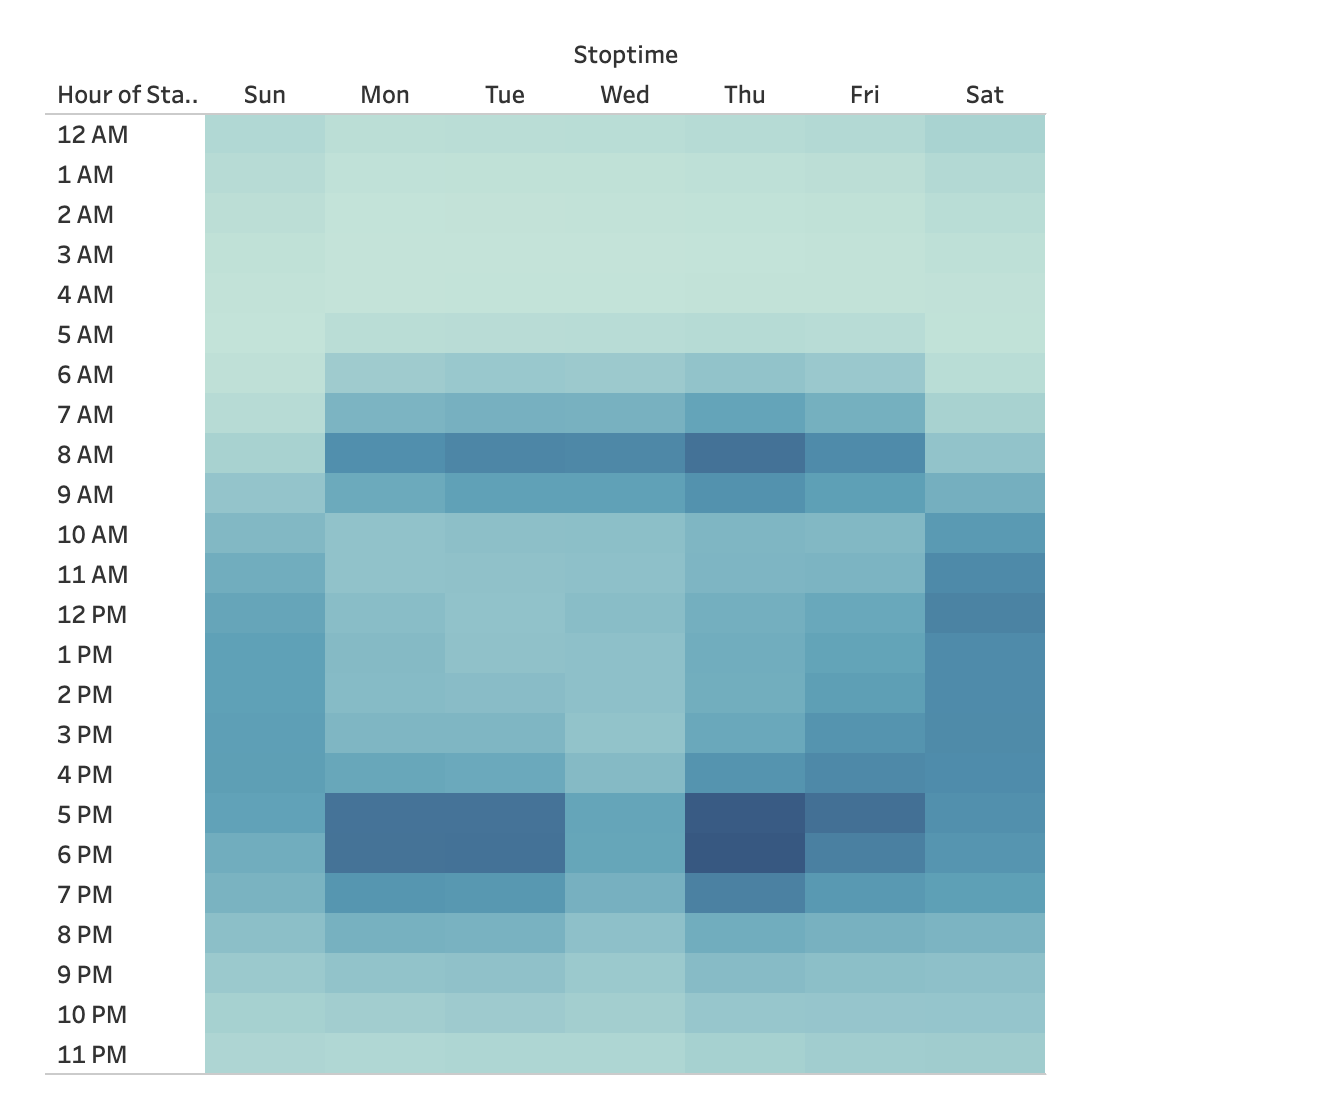 Stoptime
Hour of Sta.. Sun Mon Tue Wed Thu Fri Sat
12 AM
1 AM
2 AM
3 AM
4 AM
5 AM
6 AM
7 AM
8 AM
9 AM
10 AM
11 AM
12 PM
1 PM
2 PM
3 PM
4 PM
5 PM
6 PM
7 PM
8 PM
9 PM
10 PM
11 PM